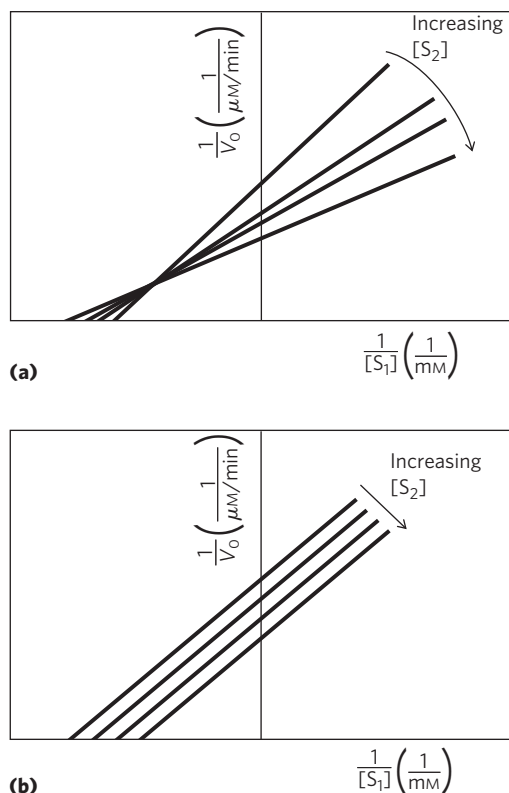 Increasing
[S₂]
1/V₀ (1/μM/min)
1/[S₁] (1/mM)
(a)
Increasing
[S₂]
1/V₀ (1/μM/min)
1/[S₁] (1/mM)
(b)